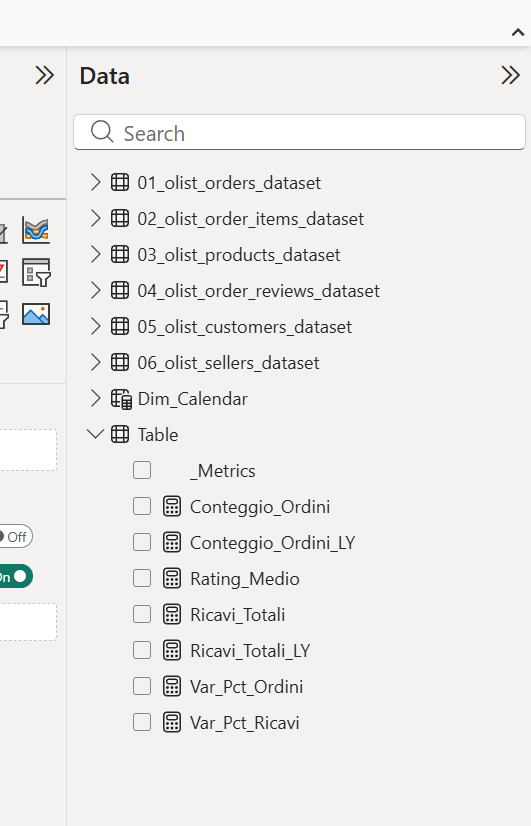 Data
Search
01_olist_orders_dataset
02_olist_order_items_dataset
03_olist_products_dataset
04_olist_order_reviews_dataset
05_olist_customers_dataset
06_olist_sellers_dataset
Dim_Calendar
Table
_Metrics
Conteggio_Ordini
Off
Conteggio_Ordini_LY
On
Rating_Medio
Ricavi_Totali
Ricavi_Totali_LY
Var_Pct_Ordini
Var_Pct_Ricavi